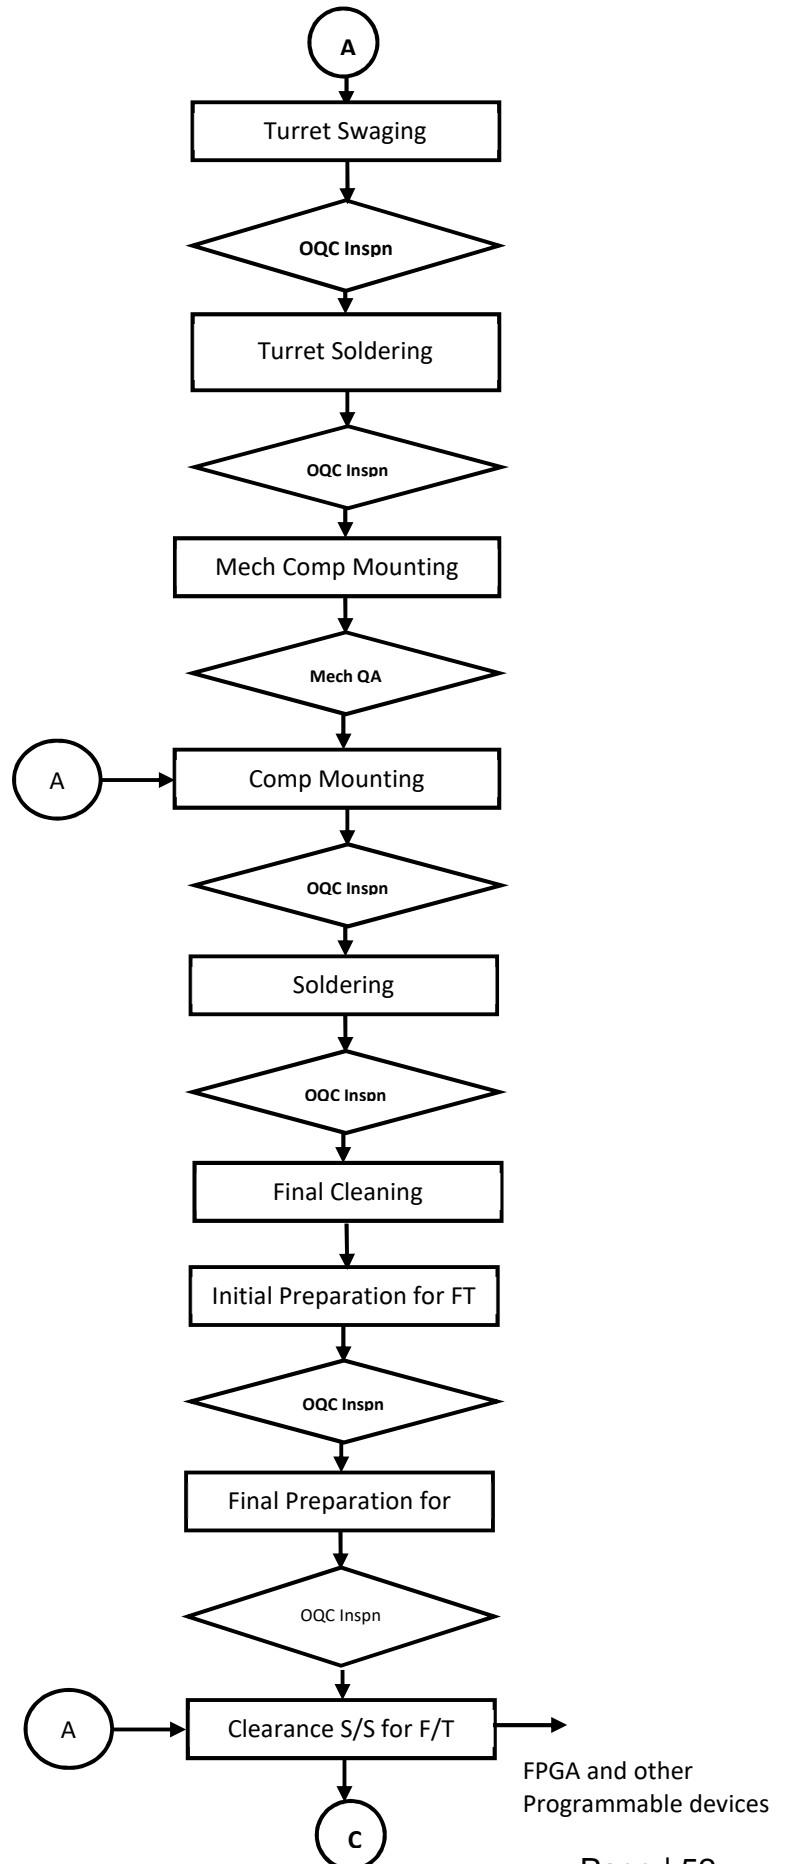 A
Turret Swaging
OQC Inspn
Turret Soldering
OQC Inspn
Mech Comp Mounting
Mech QA
A
Comp Mounting
OQC Inspn
Soldering
OQC Inspn
Final Cleaning
Initial Preparation for FT
OQC Inspn
Final Preparation for
OQC Inspn
A
Clearance S/S for F/T
FPGA and other
Programmable devices
C